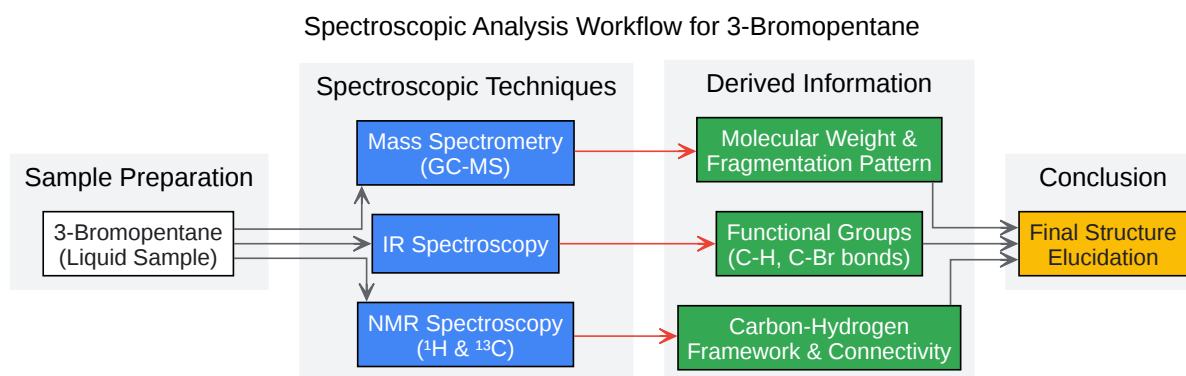 Spectroscopic Analysis Workflow for 3-Bromopentane
Sample Preparation
3-Bromopentane
(Liquid Sample)
Spectroscopic Techniques
Mass Spectrometry
(GC-MS)
IR Spectroscopy
NMR Spectroscopy
(¹H & ¹³C)
Derived Information
Molecular Weight &
Fragmentation Pattern
Functional Groups
(C-H, C-Br bonds)
Carbon-Hydrogen
Framework & Connectivity
Conclusion
Final Structure
Elucidation